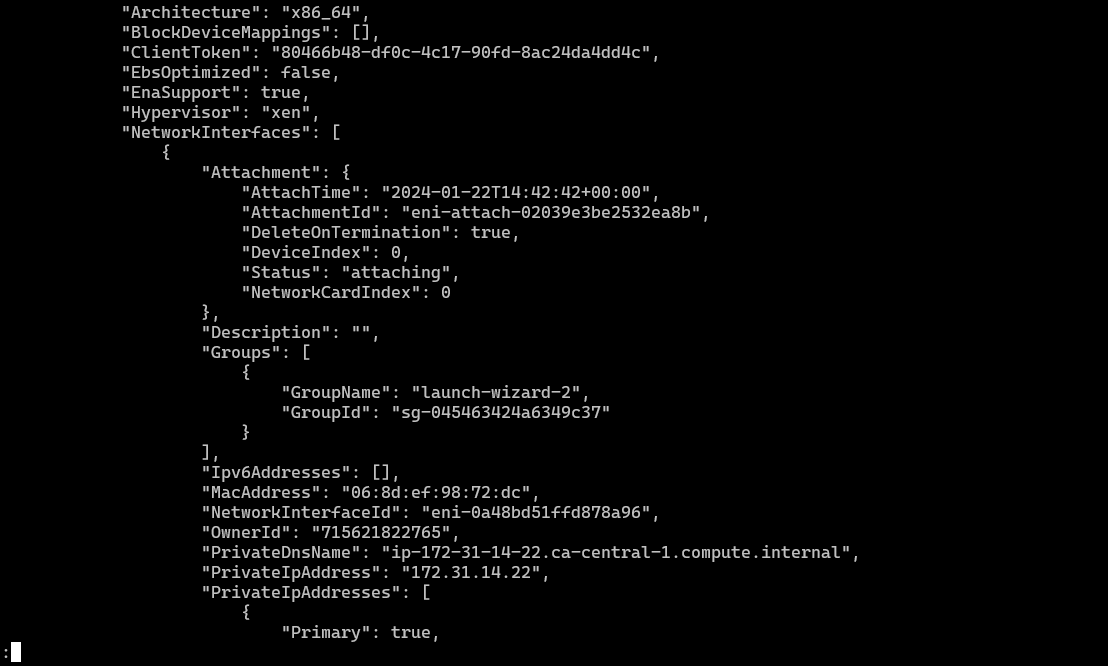 "Architecture": "x86_64",
"BlockDeviceMappings": [],
"ClientToken": "80466b48-df0c-4c17-90fd-8ac24da4dd4c",
"EbsOptimized": false,
"EnaSupport": true,
"Hypervisor": "xen",
"NetworkInterfaces": [
{
"Attachment": {
"AttachTime": "2024-01-22T14:42:42+00:00",
"AttachmentId": "eni-attach-02039e3be2532ea8b",
"DeleteOnTermination": true,
"DeviceIndex": 0,
"Status": "attaching",
"NetworkCardIndex": 0
},
"Description": "",
"Groups": [
{
"GroupName": "launch-wizard-2",
"GroupId": "sg-045463424a6349c37"
}
],
"Ipv6Addresses": [],
"MacAddress": "06:8d:ef:98:72:dc",
"NetworkInterfaceId": "eni-0a48bd51ffd878a96",
"OwnerId": "715621822765",
"PrivateDnsName": "ip-172-31-14-22.ca-central-1.compute.internal",
"PrivateIpAddress": "172.31.14.22",
"PrivateIpAddresses": [
{
"Primary": true,
: